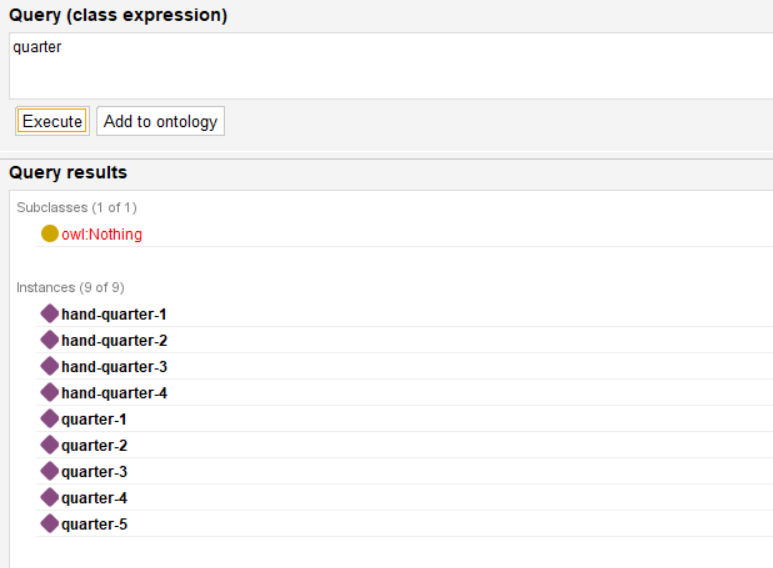 Query (class expression)
quarter
Execute Add to ontology
Query results
Subclasses (1 of 1)
owl:Nothing
Instances (9 of 9)
hand-quarter-1
hand-quarter-2
hand-quarter-3
hand-quarter-4
quarter-1
quarter-2
quarter-3
quarter-4
quarter-5